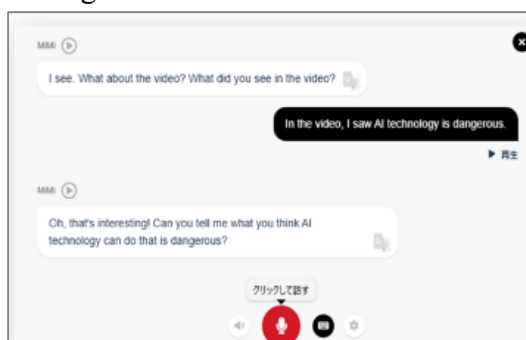 MiMi
I see. What about the video? What did you see in the video?
In the video, I saw AI technology is dangerous.
再生
MiMi
Oh, that's interesting! Can you tell me what you think AI
technology can do that is dangerous?
クリックして話す